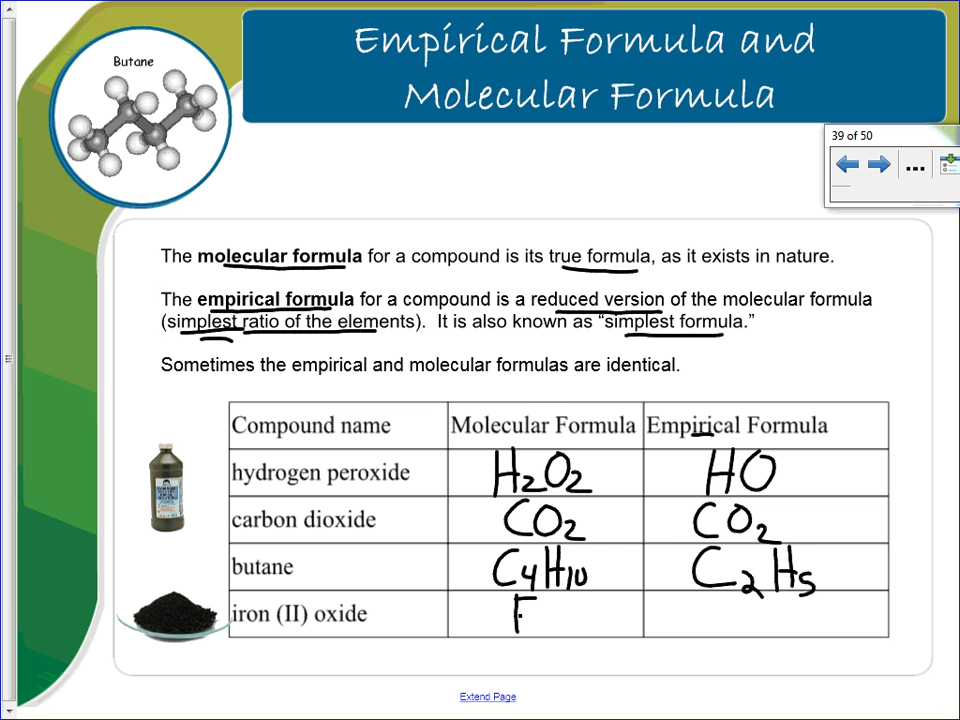 Empirical Formula and
Molecular Formula
Butane
39 of 50
...
The molecular formula for a compound is its true formula, as it exists in nature.
The empirical formula for a compound is a reduced version of the molecular formula
(simplest ratio of the elements). It is also known as “simplest formula.”
Sometimes the empirical and molecular formulas are identical.
Compound name Molecular Formula Empirical Formula
hydrogen peroxide H2O2 HO
carbon dioxide CO2 CO2
butane C4H10 C2H5
iron (II) oxide F
Extend Page